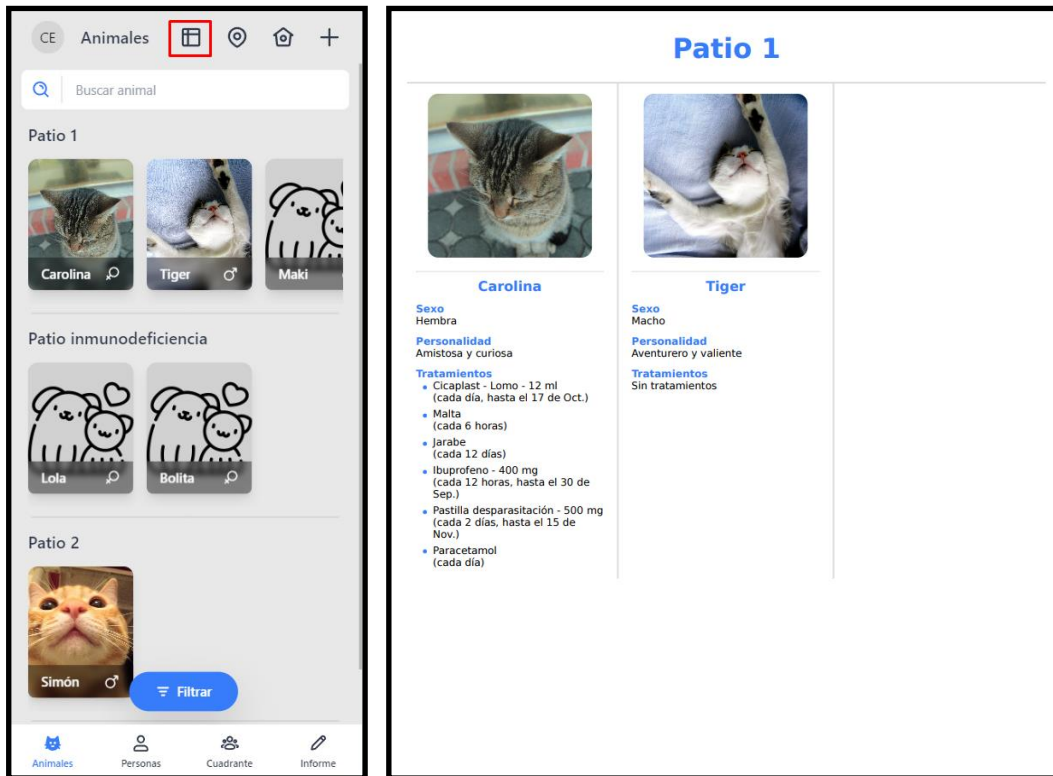 CE Animales
Buscar animal
Patio 1
Carolina
Tiger
Maki
Patio inmunodeficiencia
Lola
Bolita
Patio 2
Simón
Filtrar
Animales
Personas
Cuadrante
Informe
Patio 1
Carolina
Sexo
Hembra
Personalidad
Amistosa y curiosa
Tratamientos
Cicaplast - Lomo - 12 ml
(cada día, hasta el 17 de Oct.)
Malta
(cada 6 horas)
Jarabe
(cada 12 días)
Ibuprofeno - 400 mg
(cada 12 horas, hasta el 30 de
Sep.)
Pastilla desparasitación - 500 mg
(cada 2 días, hasta el 15 de
Nov.)
Paracetamol
(cada día)
Tiger
Sexo
Macho
Personalidad
Aventurero y valiente
Tratamientos
Sin tratamientos